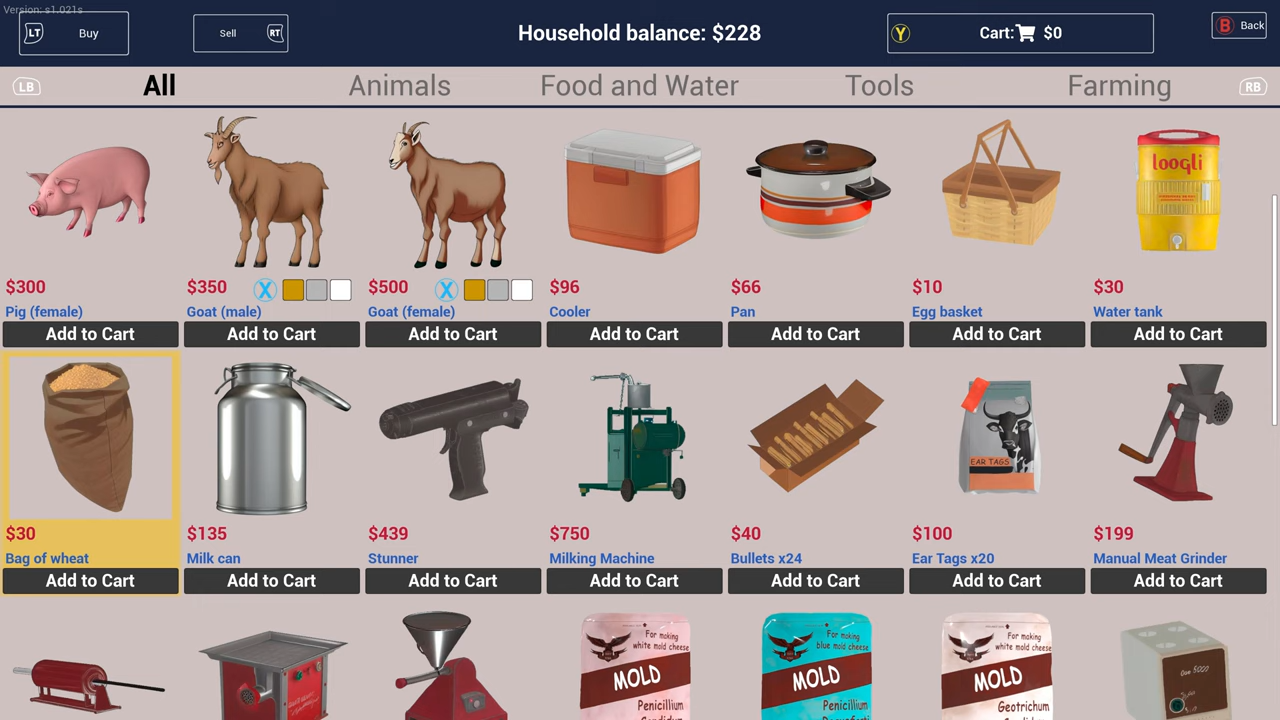 Version: s1.021s
LT Buy
Sell RT
Household balance: $228
Y Cart: $0
B Back
LB All Animals Food and Water Tools Farming RB
loogli
$300
Pig (female)
Add to Cart
$350 X
Goat (male)
Add to Cart
$500 X
Goat (female)
Add to Cart
$96
Cooler
Add to Cart
$66
Pan
Add to Cart
$10
Egg basket
Add to Cart
$30
Water tank
Add to Cart
EAR TAGS
$30
Bag of wheat
Add to Cart
$135
Milk can
Add to Cart
$439
Stunner
Add to Cart
$750
Milking Machine
Add to Cart
$40
Bullets x24
Add to Cart
$100
Ear Tags x20
Add to Cart
$199
Manual Meat Grinder
Add to Cart
For making
white mold cheese
MOLD
Penicillium
For making
blue mold cheese
MOLD
Penicillium
For making
white mold cheese
MOLD
Geotrichum
5000